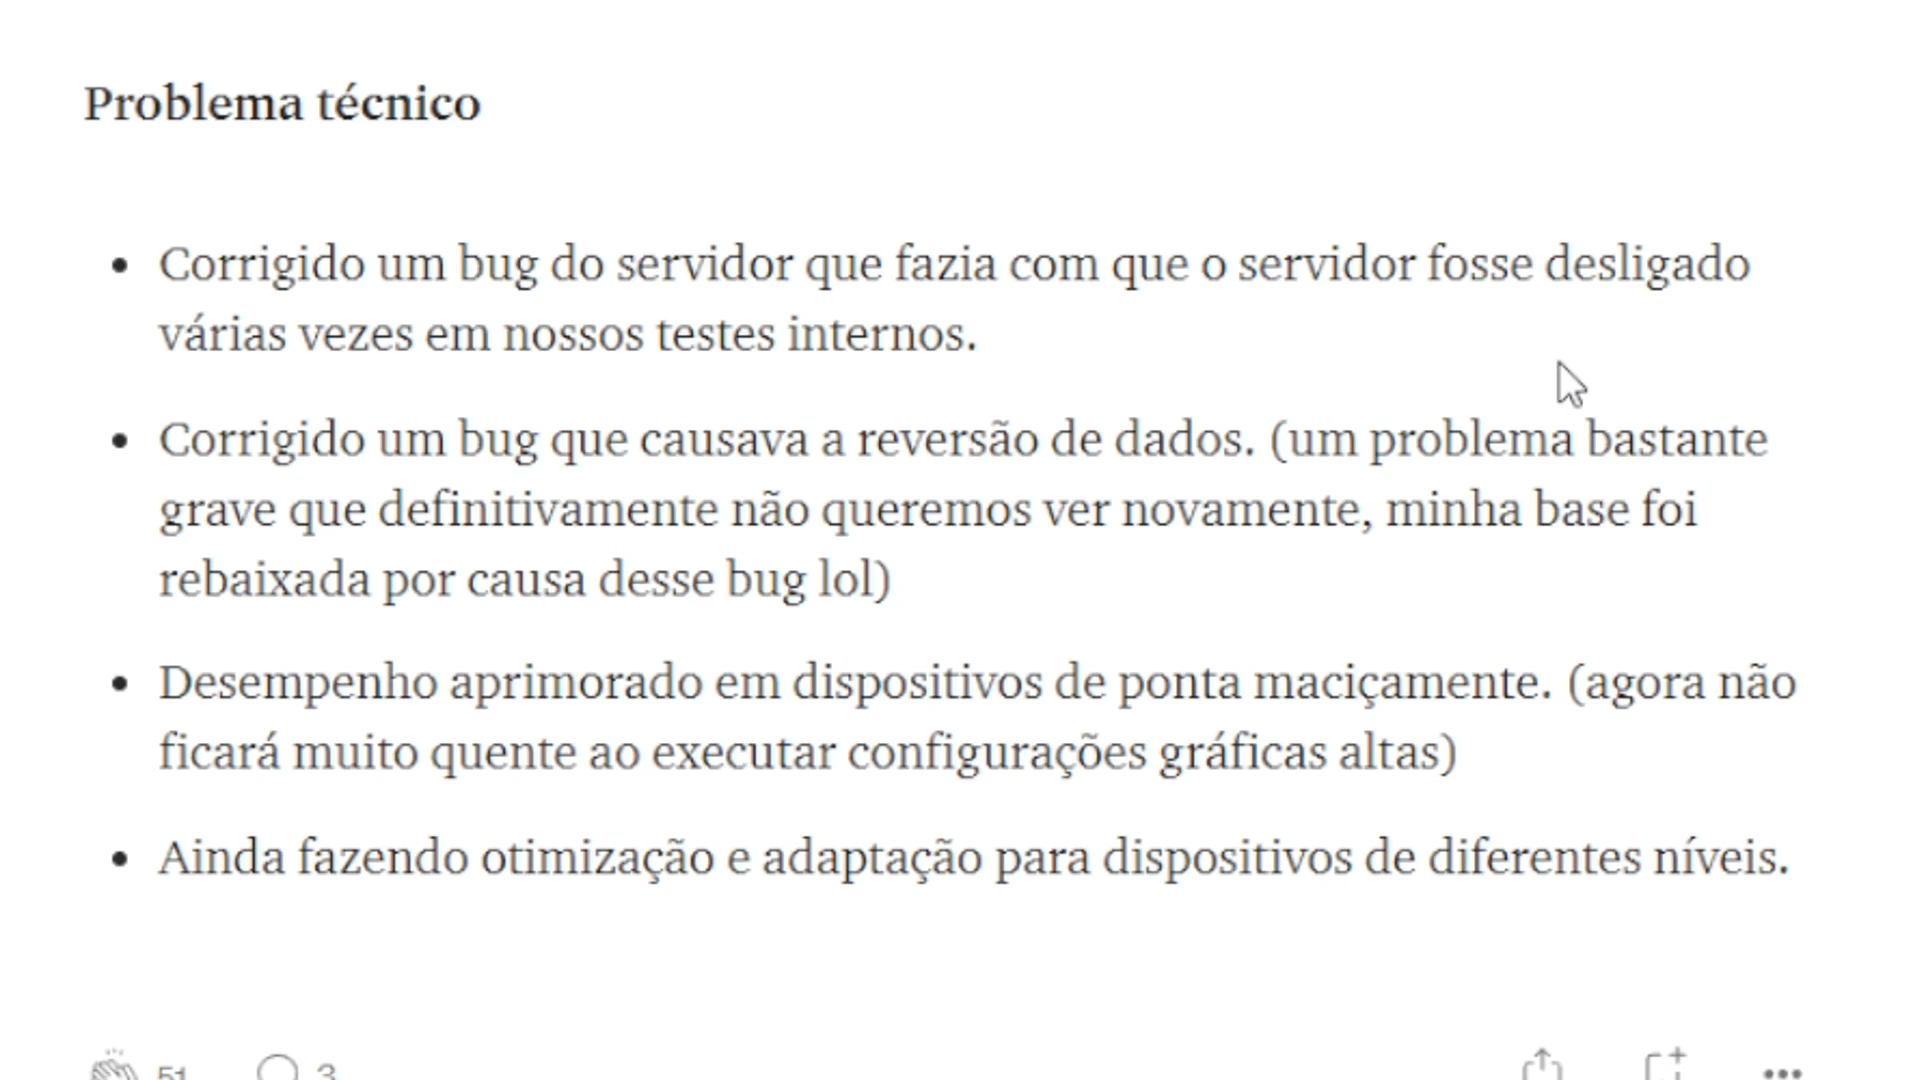 Problema técnico
• Corrigido um bug do servidor que fazia com que o servidor fosse desligado
várias vezes em nossos testes internos.
• Corrigido um bug que causava a reversão de dados. (um problema bastante
grave que definitivamente não queremos ver novamente, minha base foi
rebaixada por causa desse bug lol)
• Desempenho aprimorado em dispositivos de ponta maciçamente. (agora não
ficará muito quente ao executar configurações gráficas altas)
• Ainda fazendo otimização e adaptação para dispositivos de diferentes níveis.
51 3